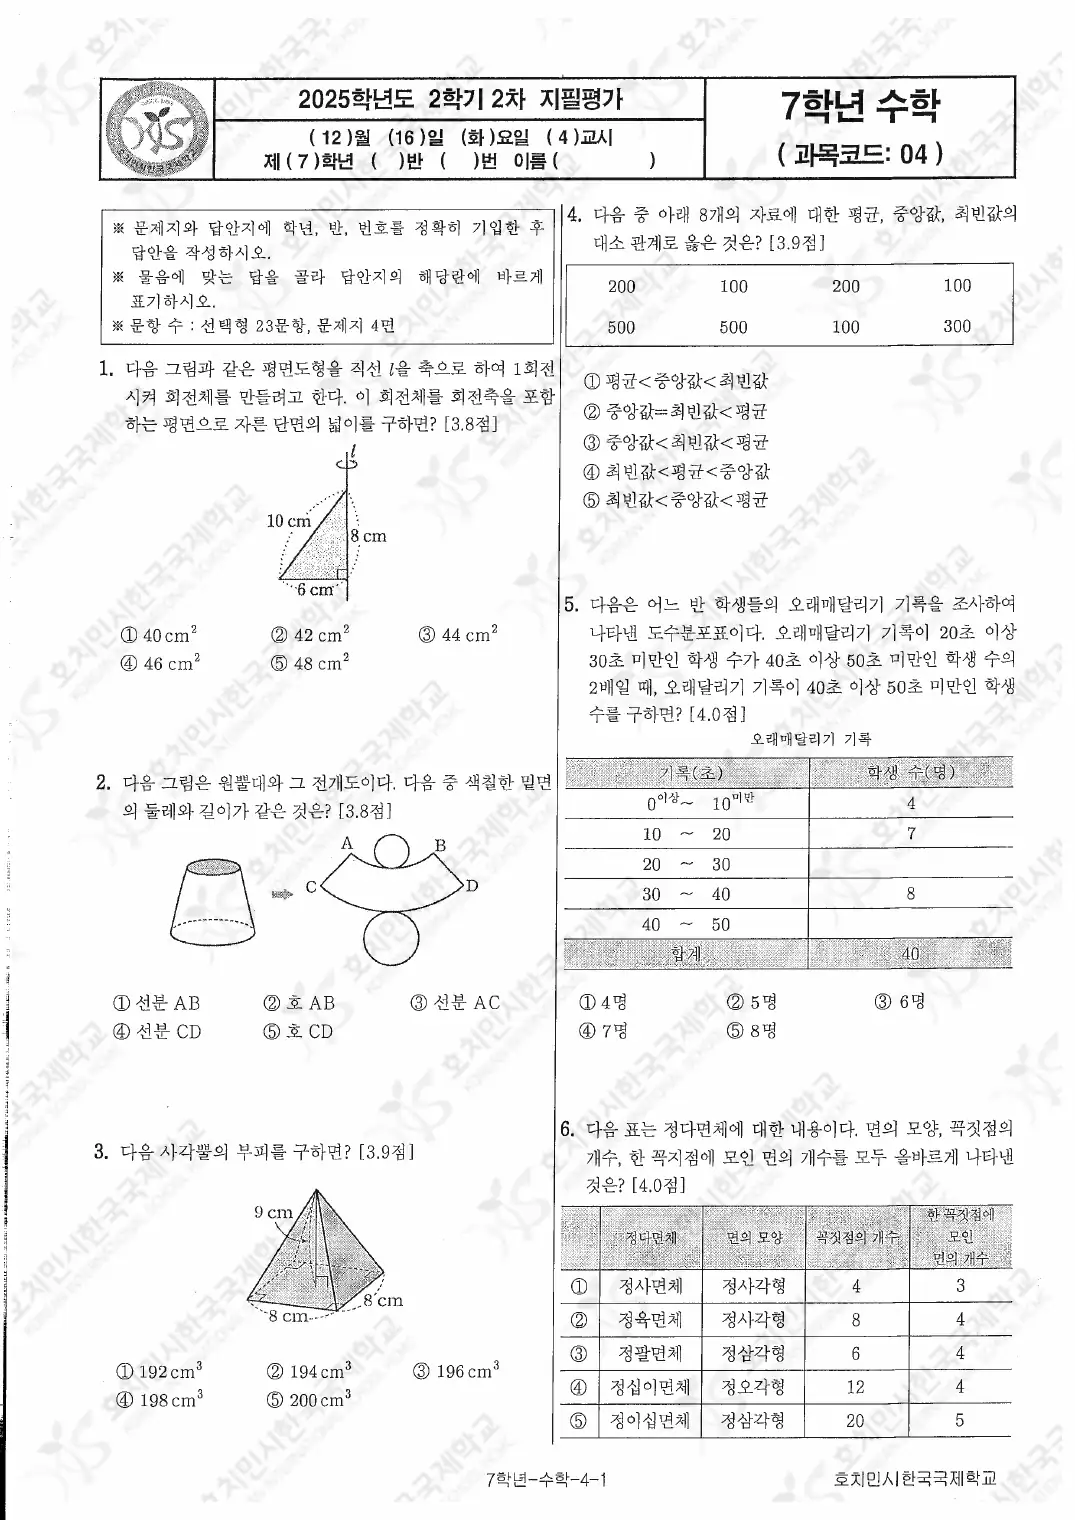 2025학년도 2학기 2차 지필평가
( 12 )월 (16 )일 (화 )요일 ( 4 )교시
제 ( 7 )학년 ( )반 ( )번 이름 ( )
7학년 수학
( 과목코드: 04 )
※ 문제지와 답안지에 학년, 반, 번호를 정확히 기입한 후
답안을 작성하시오.
※ 물음에 맞는 답을 골라 답안지의 해당란에 바르게
표기하시오.
※ 문항 수 : 선택형 23문항, 문제지 4면
1. 다음 그림과 같은 평면도형을 직선 l을 축으로 하여 1회전
시켜 회전체를 만들려고 한다. 이 회전체를 회전축을 포함
하는 평면으로 자른 단면의 넓이를 구하면? [3.8점]
l
10 cm
8 cm
6 cm
① 40 cm² ② 42 cm² ③ 44 cm²
④ 46 cm² ⑤ 48 cm²
2. 다음 그림은 원뿔대와 그 전개도이다. 다음 중 색칠한 밑면
의 둘레와 길이가 같은 것은? [3.8점]
A B
C D
① 선분 AB ② 호 AB ③ 선분 AC
④ 선분 CD ⑤ 호 CD
3. 다음 사각뿔의 부피를 구하면? [3.9점]
9 cm
8 cm
8 cm
① 192 cm³ ② 194 cm³ ③ 196 cm³
④ 198 cm³ ⑤ 200 cm³
4. 다음 중 아래 8개의 자료에 대한 평균, 중앙값, 최빈값의
대소 관계로 옳은 것은? [3.9점]
200 100 200 100
500 500 100 300
① 평균<중앙값<최빈값
② 중앙값=최빈값<평균
③ 중앙값<최빈값<평균
④ 최빈값<평균<중앙값
⑤ 최빈값<중앙값<평균
5. 다음은 어느 반 학생들의 오래매달리기 기록을 조사하여
나타낸 도수분포표이다. 오래매달리기 기록이 20초 이상
30초 미만인 학생 수가 40초 이상 50초 미만인 학생 수의
2배일 때, 오래달리기 기록이 40초 이상 50초 미만인 학생
수를 구하면? [4.0점]
오래매달리기 기록
기록(초) 학생 수(명)
0이상~ 10미만 4
10 ~ 20 7
20 ~ 30
30 ~ 40 8
40 ~ 50
합계 40
① 4명 ② 5명 ③ 6명
④ 7명 ⑤ 8명
6. 다음 표는 정다면체에 대한 내용이다. 면의 모양, 꼭짓점의
개수, 한 꼭지점에 모인 면의 개수를 모두 올바르게 나타낸
것은? [4.0점]
정다면체 면의 모양 꼭짓점의 개수 한 꼭짓점에
모인
면의 개수
① 정사면체 정사각형 4 3
② 정육면체 정사각형 8 4
③ 정팔면체 정삼각형 6 4
④ 정십이면체 정오각형 12 4
⑤ 정이십면체 정삼각형 20 5
7학년-수학-4-1
호치민시한국국제학교